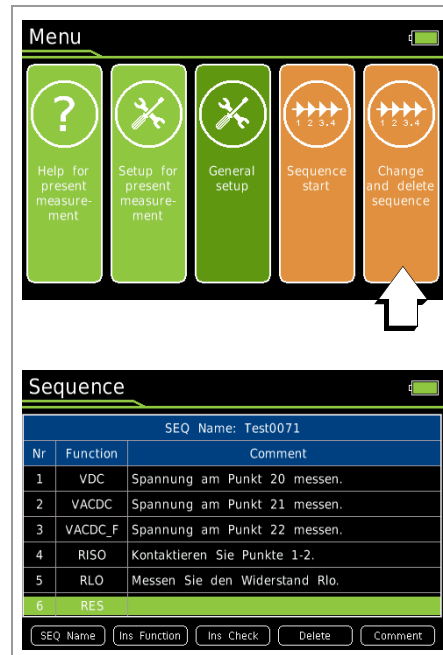 Menu
?
1 2 3.4
1 2 3.4
Help for
present
measure-
ment
Setup for
present
measure-
ment
General
setup
Sequence
start
Change
and delete
sequence
Sequence
SEQ Name: Test0071
Nr Function Comment
1 VDC Spannung am Punkt 20 messen.
2 VACDC Spannung am Punkt 21 messen.
3 VACDC_F Spannung am Punkt 22 messen.
4 RISO Kontaktieren Sie Punkte 1-2.
5 RLO Messen Sie den Widerstand Rlo.
6 RES
SEQ Name Ins Function Ins Check Delete Comment